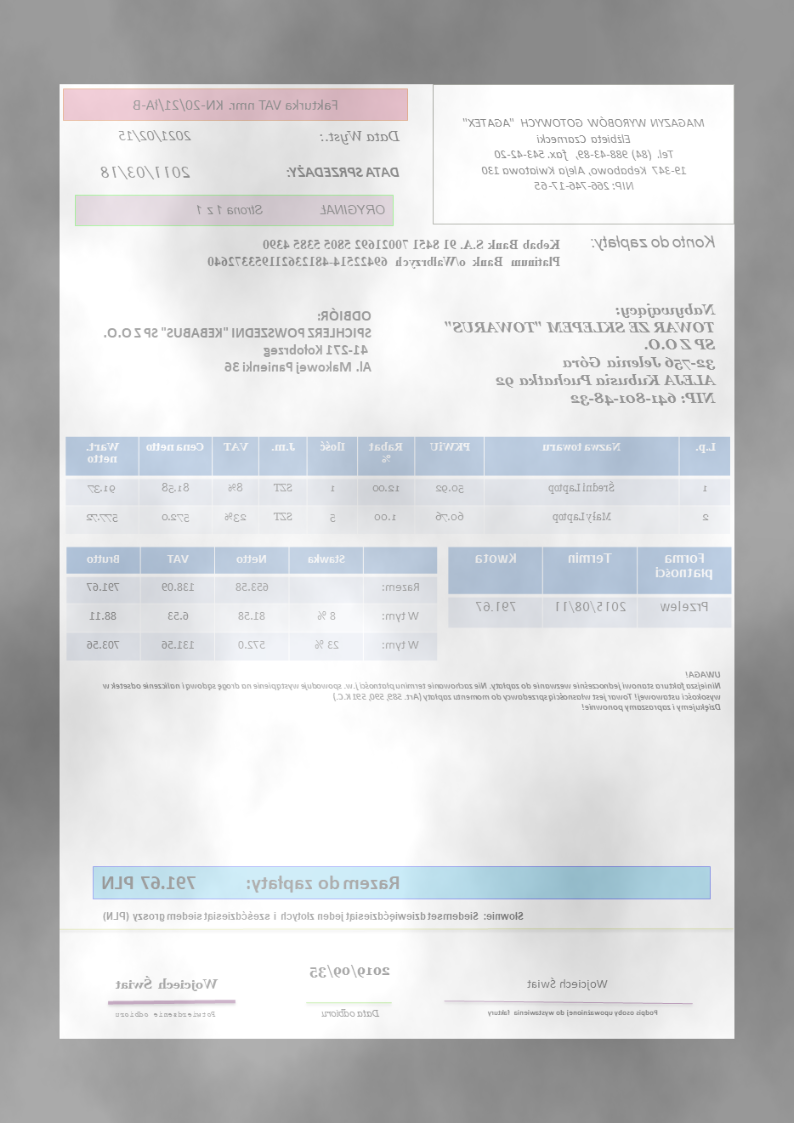 MAGAZYN WYROBÓW GOTOWYCH "AGATEX"
Elżbieta Czarnecki
Tel. (84) 988-43-89, fax. 543-42-20
19-347 Kebabowo, Aleja Kwiatowa 130
NIP: 266-746-17-65
Fakturka VAT nmr. KN-20/21/IA-B
Data Wyst.: 2021/02/15
DATA SPRZEDAŻY: 2011/03/18
ORYGINAŁ Strona 1 z 1
Konto do zapłaty: Kebab Bank S.A. 91 8451 70021692 5805 5385 4390
Platinum Bank o/Wałbrzych 69422514-481236211953372640
Nabywający:
TOWAR ZE SKLEPEM "TOWARUS"
SP Z O.O.
32-756 Jelenia Góra
ALEJA Kubusia Puchatka 92
NIP: 641-801-48-32
ODBIÓR:
SPICHLERZ POWSZEDNI "KEBABUS" SP Z O.O.
41-271 Kołobrzeg
Al. Makowej Panienki 36
L.p. Nazwa towaru PKWiU Rabat % Ilość J.m. VAT Cena netto Wart. netto
1 Średni Laptop 50.92 12.00 1 SZT 8% 81.58 91.37
2 Mały Laptop 60.76 1.00 5 SZT 23% 572.0 577.72
Forma płatności Termin Kwota
Przelew 2015/08/11 791.67
Stawka Netto VAT Brutto
Razem: 653.58 138.09 791.67
W tym: 8 % 81.58 6.53 88.11
W tym: 23 % 572.0 131.56 703.56
UWAGA!
Niniejsza faktura stanowi jednocześnie wezwanie do zapłaty. Nie zachowanie terminu płatności j.w. spowoduje wystąpienie na drogę sądową i naliczenie odsetek w
wysokości ustawowej! Towar jest własnością sprzedawcy do momentu zapłaty (Art. 589, 590, 591 K.C.)
Dziękujemy i zapraszamy ponownie!
Razem do zapłaty: 791.67 PLN
Słownie: Siedemset dziewięćdziesiąt jeden złotych i sześćdziesiąt siedem groszy (PLN)
Wojciech Świat
Podpis osoby upoważnionej do wystawienia faktury
2019/09/35
Data odbioru
Wojciech Świat
Potwierdzenie odbioru